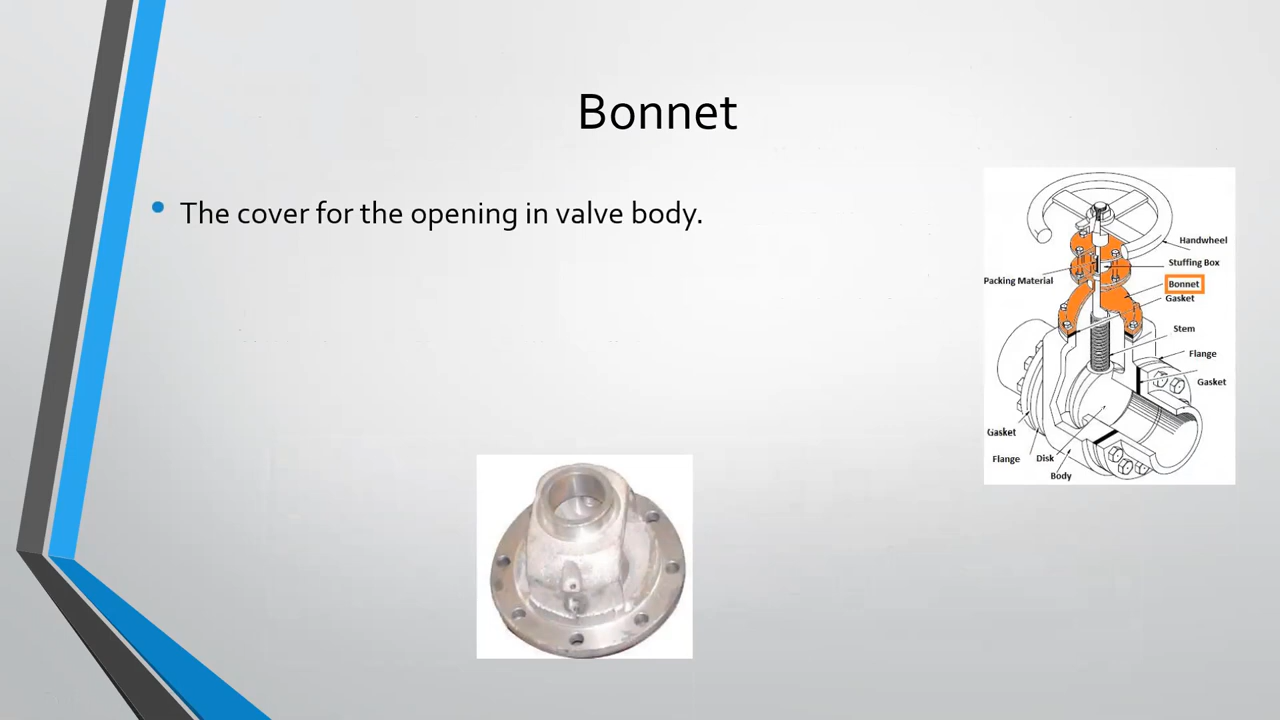 Bonnet
• The cover for the opening in valve body.
Handwheel
Stuffing Box
Packing Material
Bonnet
Gasket
Stem
Flange
Gasket
Gasket
Flange
Disk
Body